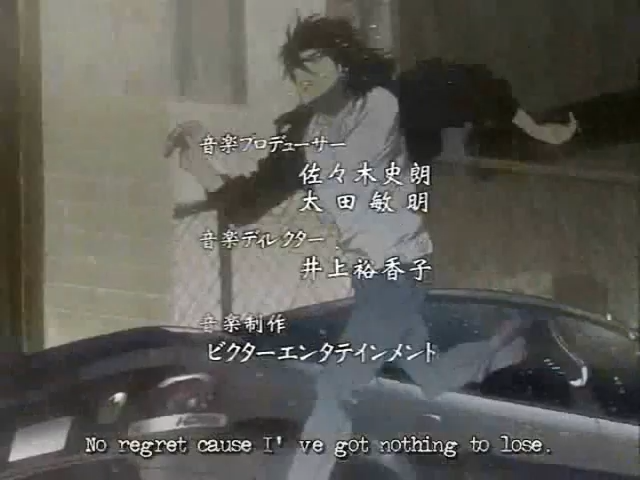 音楽プロデューサー
佐々木史朗
太田敏明
音楽ディレクター
井上裕香子
音楽制作
ビクターエンタテインメント
No regret cause I've got nothing to lose.